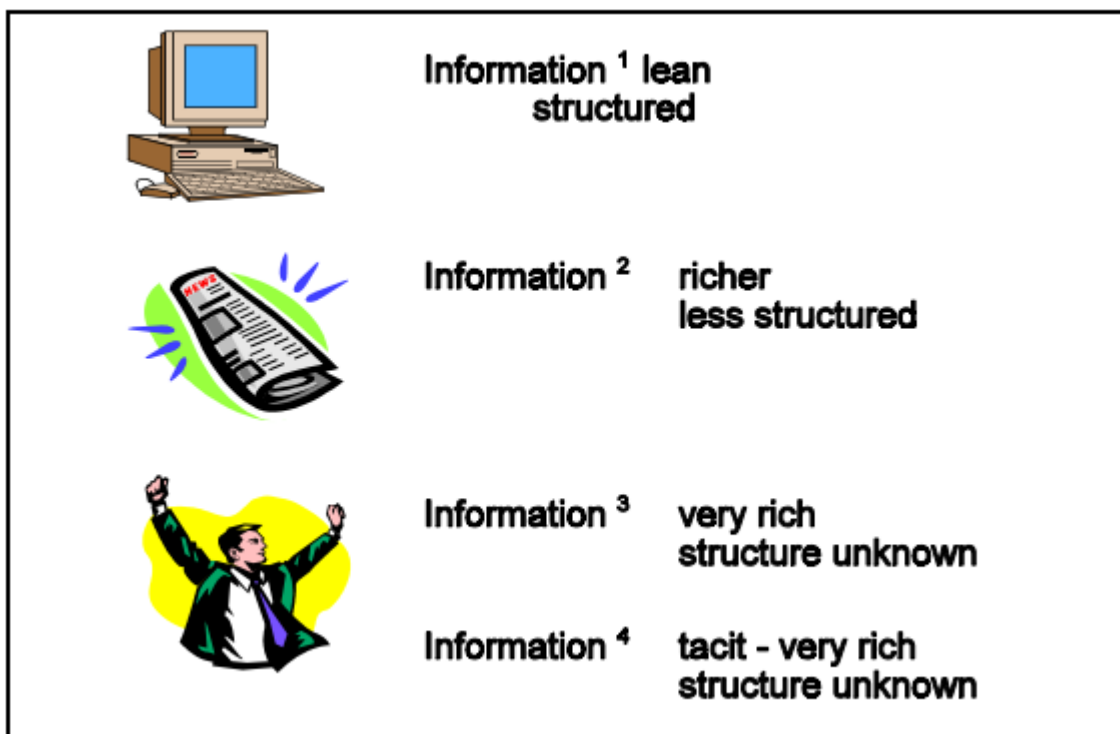 Information ¹ lean
structured
NEWS
Information ² richer
less structured
Information ³ very rich
structure unknown
Information ⁴ tacit - very rich
structure unknown